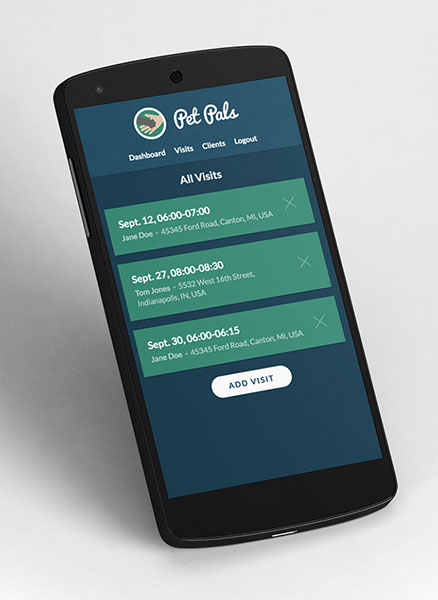 Pet Pals
Dashboard Visits Clients Logout
All Visits
Sept. 12, 06:00-07:00
Jane Doe - 45345 Ford Road, Canton, MI, USA
Sept. 27, 08:00-08:30
Tom Jones - 5532 West 16th Street,
Indianapolis, IN, USA
Sept. 30, 06:00-06:15
Jane Doe - 45345 Ford Road, Canton, MI, USA
ADD VISIT